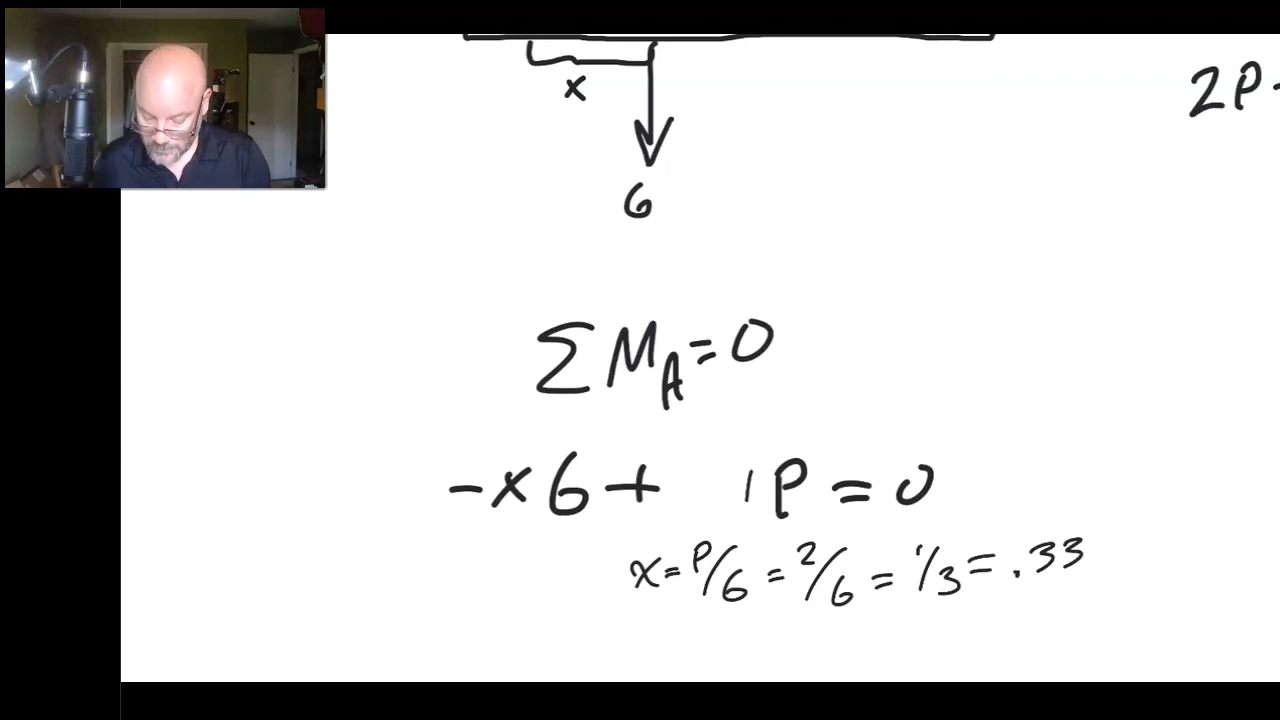 x
2P-
6
ΣM_A=0
-x6+ 1P=0
x=P/6=2/6=1/3=.33